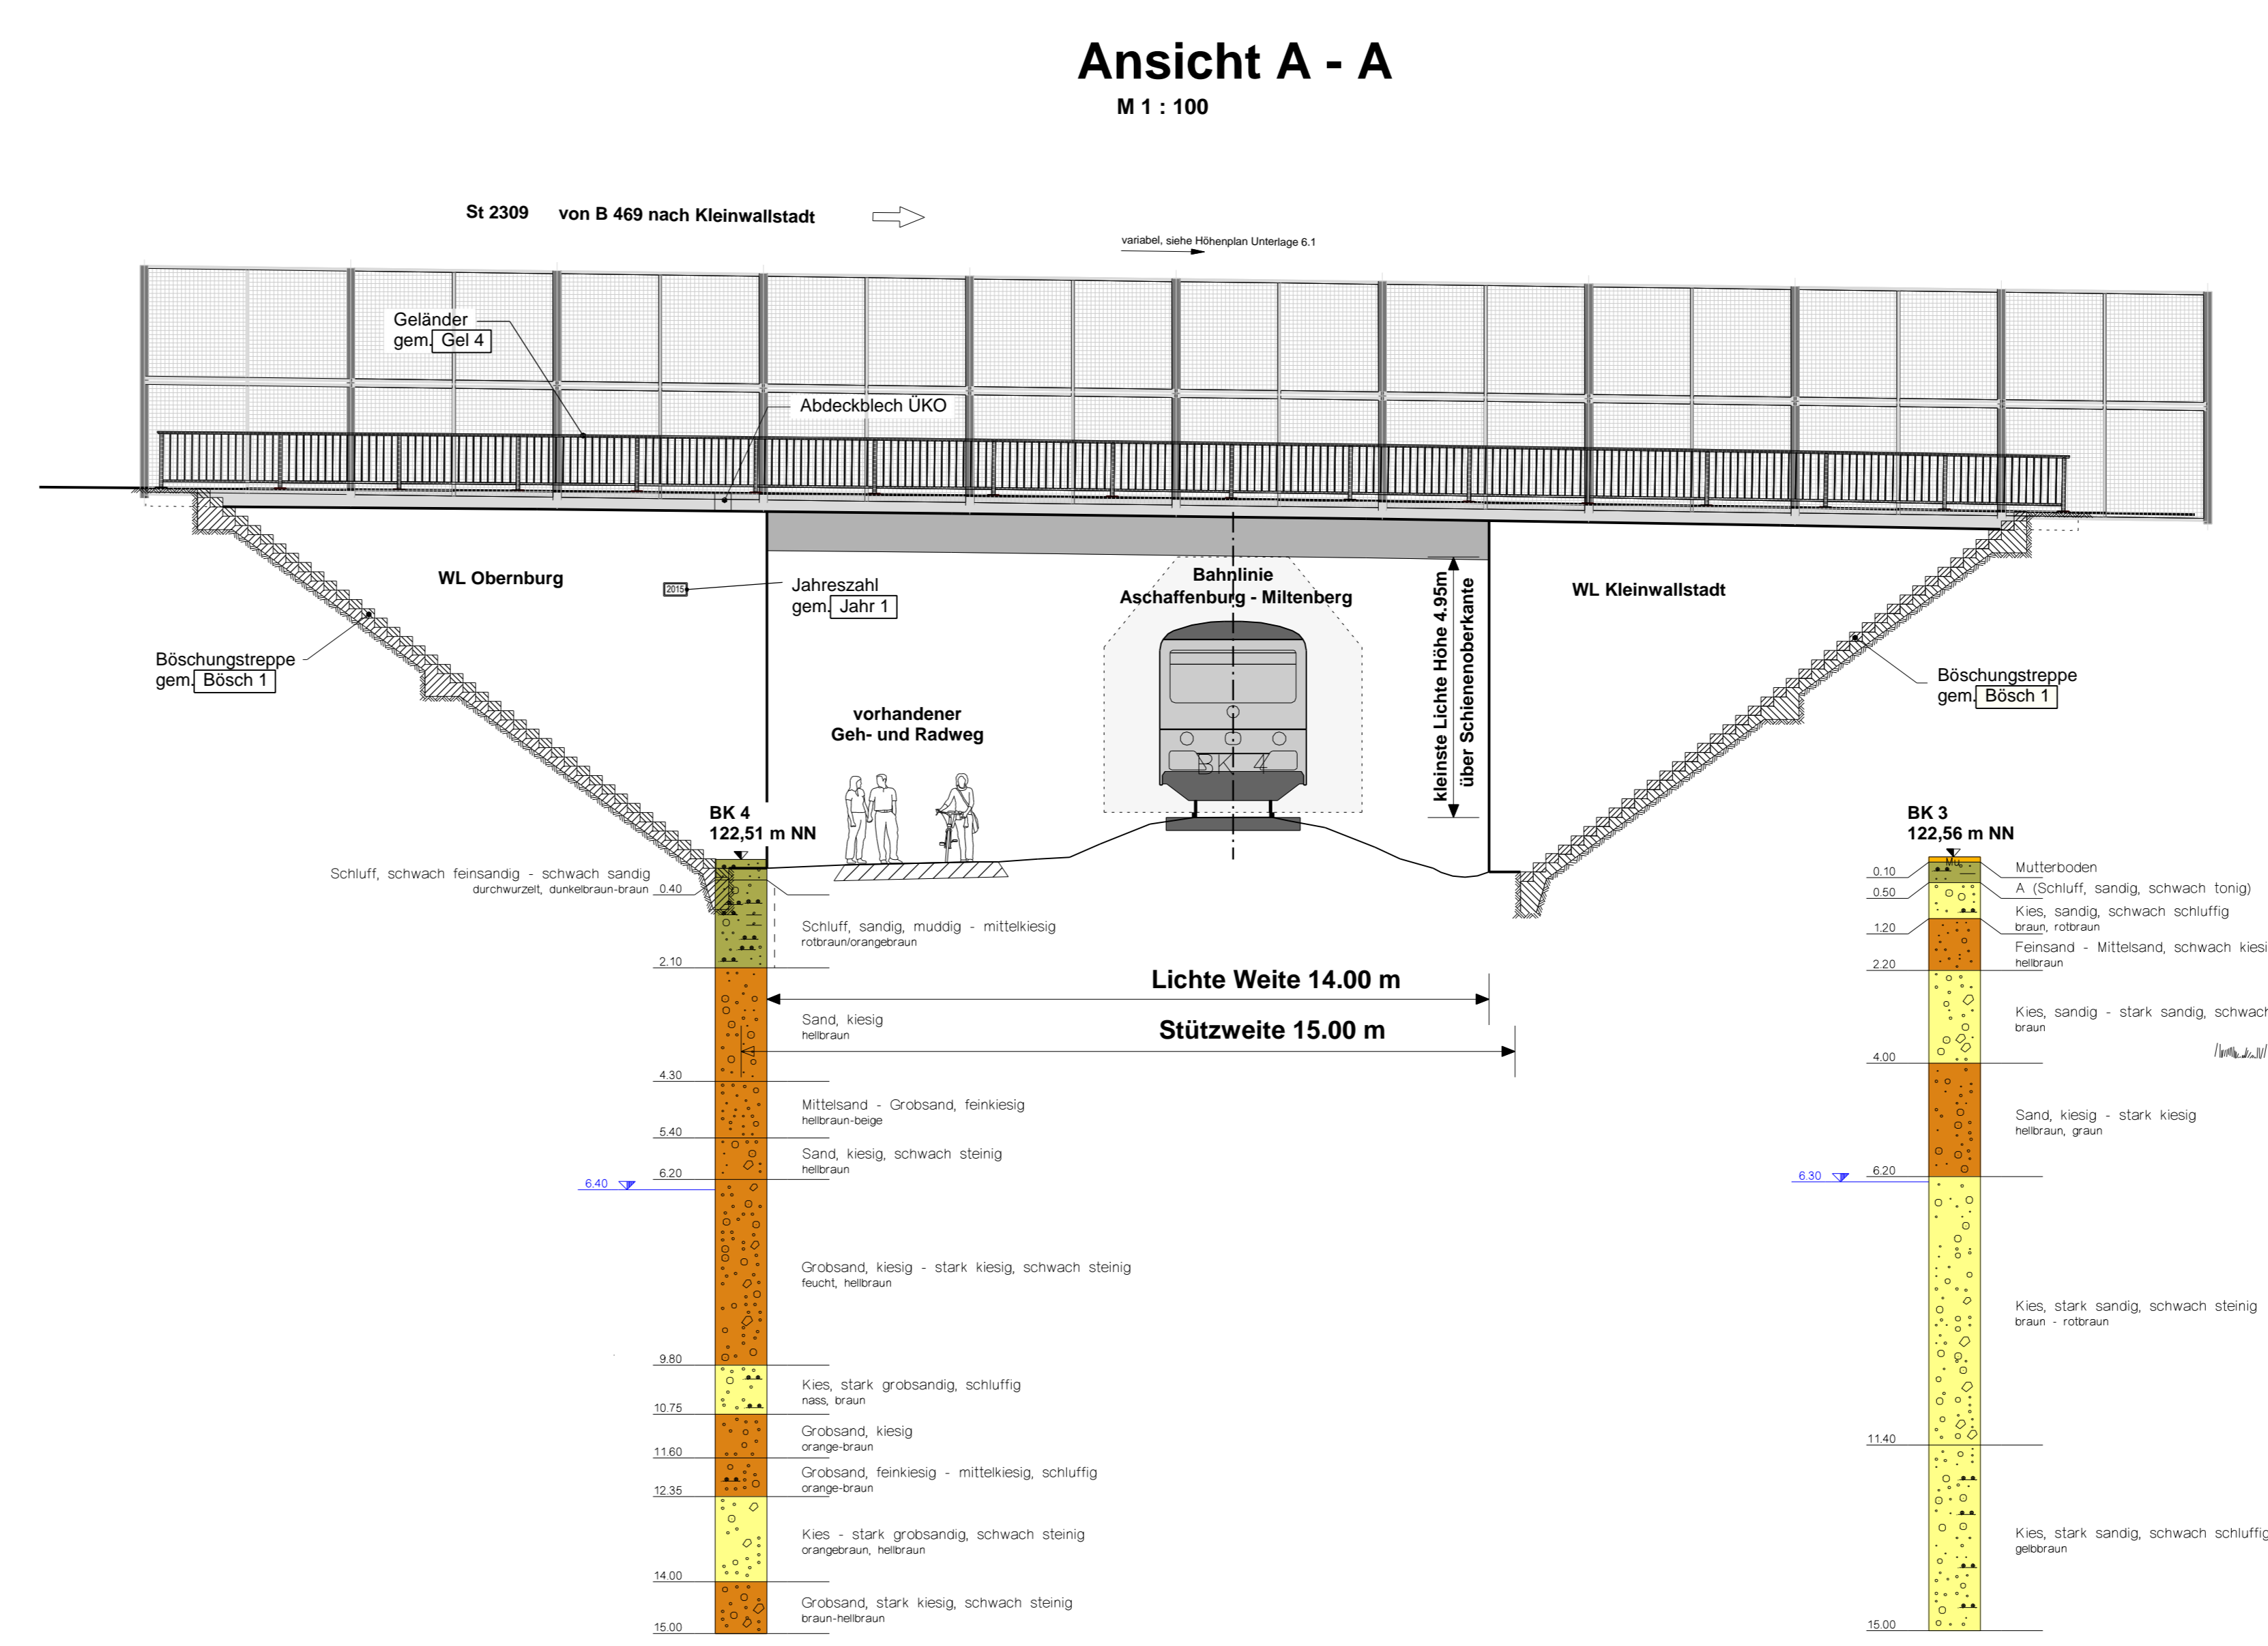 Ansicht A - A
M 1 : 100
St 2309 von B 469 nach Kleinwallstadt
variabel, siehe Höhenplan Unterlage 6.1
Geländer
gem. Gel 4
Abdeckblech ÜKO
WL Obernburg
2015
Jahreszahl
gem. Jahr 1
Bahnlinie
Aschaffenburg - Miltenberg
kleinste Lichte Höhe 4.95m
über Schienenoberkante
WL Kleinwallstadt
Böschungstreppe
gem. Bösch 1
Böschungstreppe
gem. Bösch 1
vorhandener
Geh- und Radweg
BK 4
BK 4
122,51 m NN
Schluff, schwach feinsandig - schwach sandig
durchwurzelt, dunkelbraun-braun
0.40
Schluff, sandig, muddig - mittelkiesig
rotbraun/orangebraun
2.10
Lichte Weite 14.00 m
Stützweite 15.00 m
Sand, kiesig
hellbraun
4.30
Mittelsand - Grobsand, feinkiesig
hellbraun-beige
5.40
Sand, kiesig, schwach steinig
hellbraun
6.20
6.40
Grobsand, kiesig - stark kiesig, schwach steinig
feucht, hellbraun
9.80
Kies, stark grobsandig, schluffig
nass, braun
10.75
Grobsand, kiesig
orange-braun
11.60
Grobsand, feinkiesig - mittelkiesig, schluffig
orange-braun
12.35
Kies - stark grobsandig, schwach steinig
orangebraun, hellbraun
14.00
Grobsand, stark kiesig, schwach steinig
braun-hellbraun
15.00
BK 3
122,56 m NN
Mu
0.10
Mutterboden
0.50
A (Schluff, sandig, schwach tonig)
Kies, sandig, schwach schluffig
braun, rotbraun
1.20
Feinsand - Mittelsand, schwach kiesi
hellbraun
2.20
Kies, sandig - stark sandig, schwach
braun
4.00
Sand, kiesig - stark kiesig
hellbraun, graun
6.20
6.30
Kies, stark sandig, schwach steinig
braun - rotbraun
11.40
Kies, stark sandig, schwach schluffig
gelbbraun
15.00